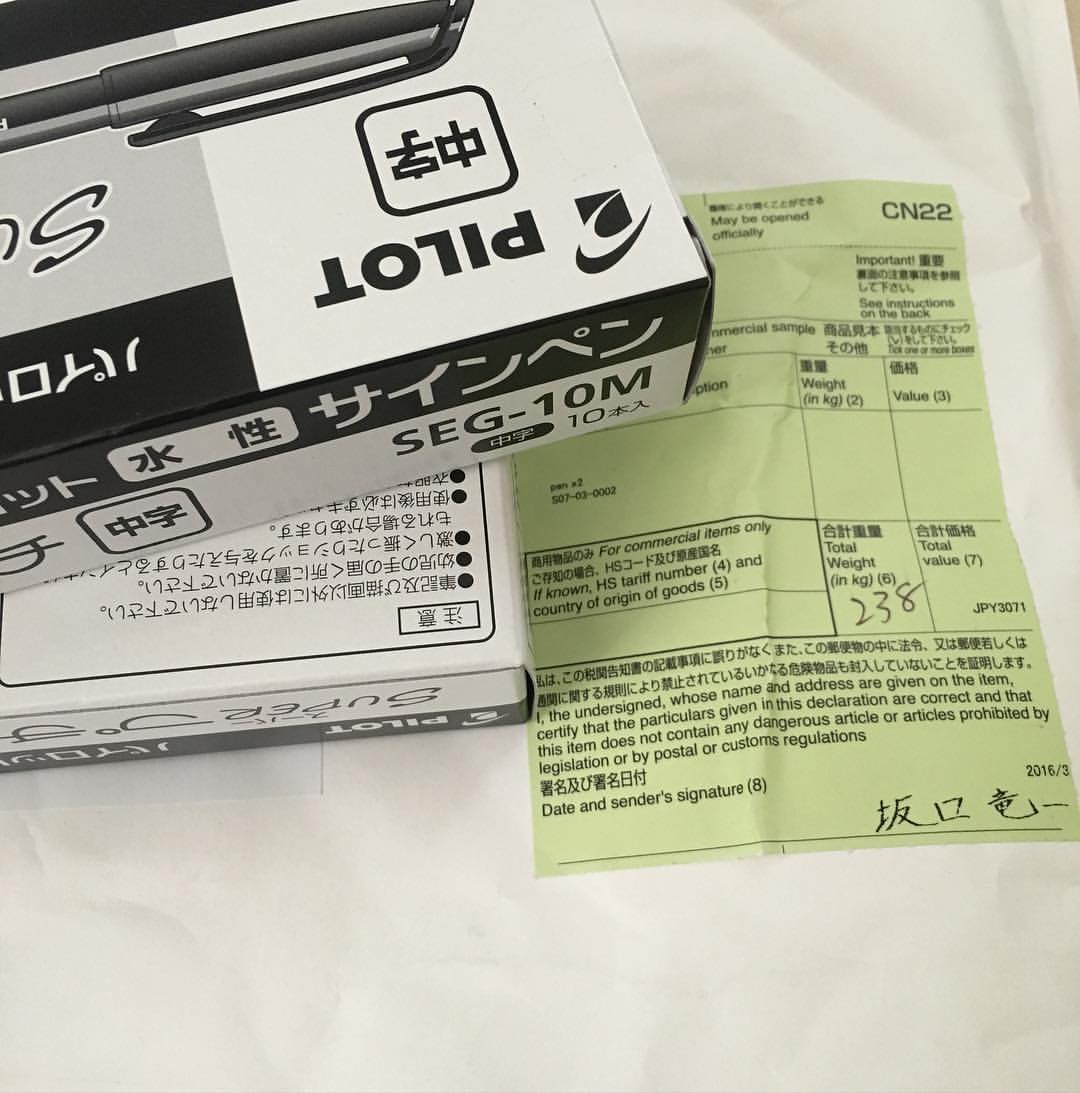 中字
PILOT
Su
パイロ
ット 水性 サインペン
SEG-10M
中字 10本入
中字
注意
●筆記及び描画以外には使用しないで下さい。
●幼児の手の届く所に置かないで下さい。
●激しく振ったりショックを与えたりするとインキが
もれる場合があります。
●使用後は必ずキャ
PILOT
スーパー
SUPER プチ
パイロッ
CN22
May be opened
officially
Important! 重要
裏面の注意事項を参照
して下さい。
See instructions
on the back
mmercial sample 商品見本 該当するものにチェック
(✓)をして下さい。
her その他 Tick one or more boxes
ption
重量
Weight
(in kg) (2)
価格
Value (3)
pen x2
S07-03-0002
商用物品のみ For commercial items only
ご存知の場合、HSコード及び原産国名
If known, HS tariff number (4) and
country of origin of goods (5)
合計重量
Total
Weight
(in kg) (6)
238
合計価格
Total
value (7)
JPY3071
私は、この税関告知書の記載事項に誤りがなくまた、この郵便物の中に法令、又は郵便若しくは
通関に関する規則により禁止されているいかなる危険物品も封入していないことを証明します。
I, the undersigned, whose name and address are given on the item,
certify that the particulars given in this declaration are correct and that
this item does not contain any dangerous article or articles prohibited by
legislation or by postal or customs regulations
署名及び署名日付
Date and sender's signature (8)
2016/3
坂口 竜一